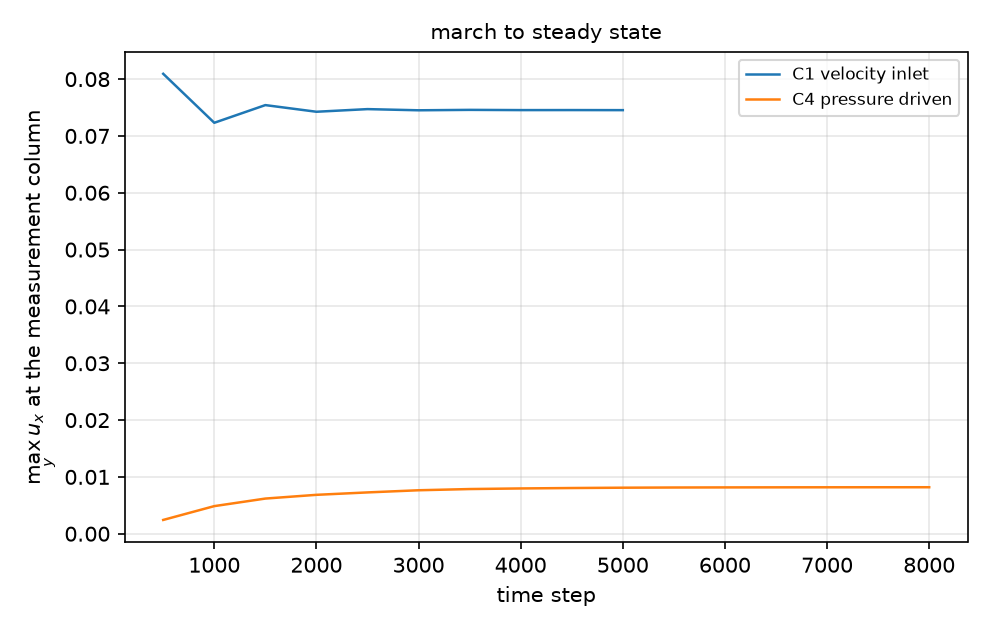 march to steady state
C1 velocity inlet
C4 pressure driven
0.08
0.07
0.06
0.05
0.04
0.03
0.02
0.01
0.00
max u_x at the measurement column
y
1000 2000 3000 4000 5000 6000 7000 8000
time step